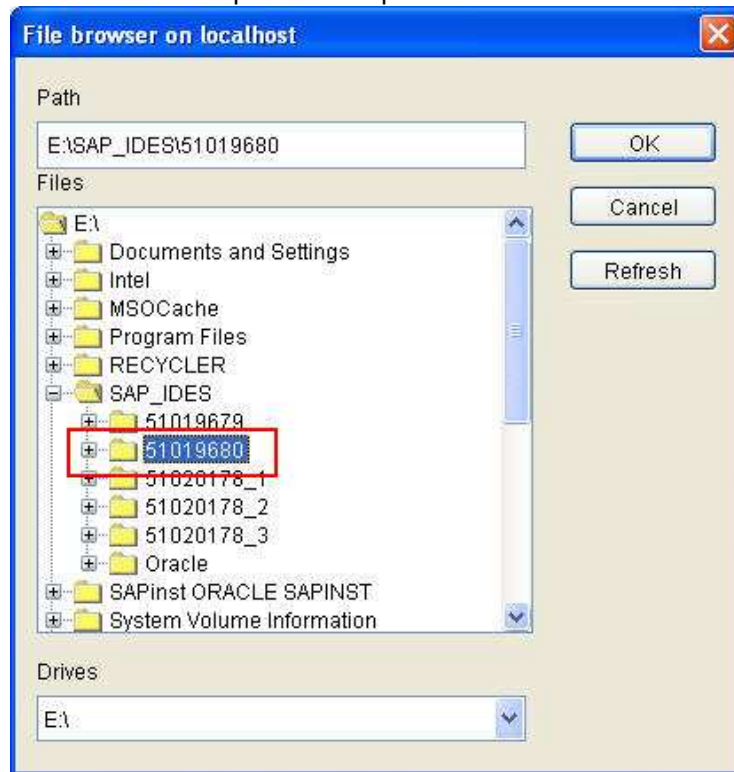 File browser on localhost
Path
E:\SAP_IDES\51019680
OK
Files
Cancel
E:\
Documents and Settings
Refresh
Intel
MSOCache
Program Files
RECYCLER
SAP_IDES
51019679
51019680
51020178_1
51020178_2
51020178_3
Oracle
SAPinst ORACLE SAPINST
System Volume Information
Drives
E:\